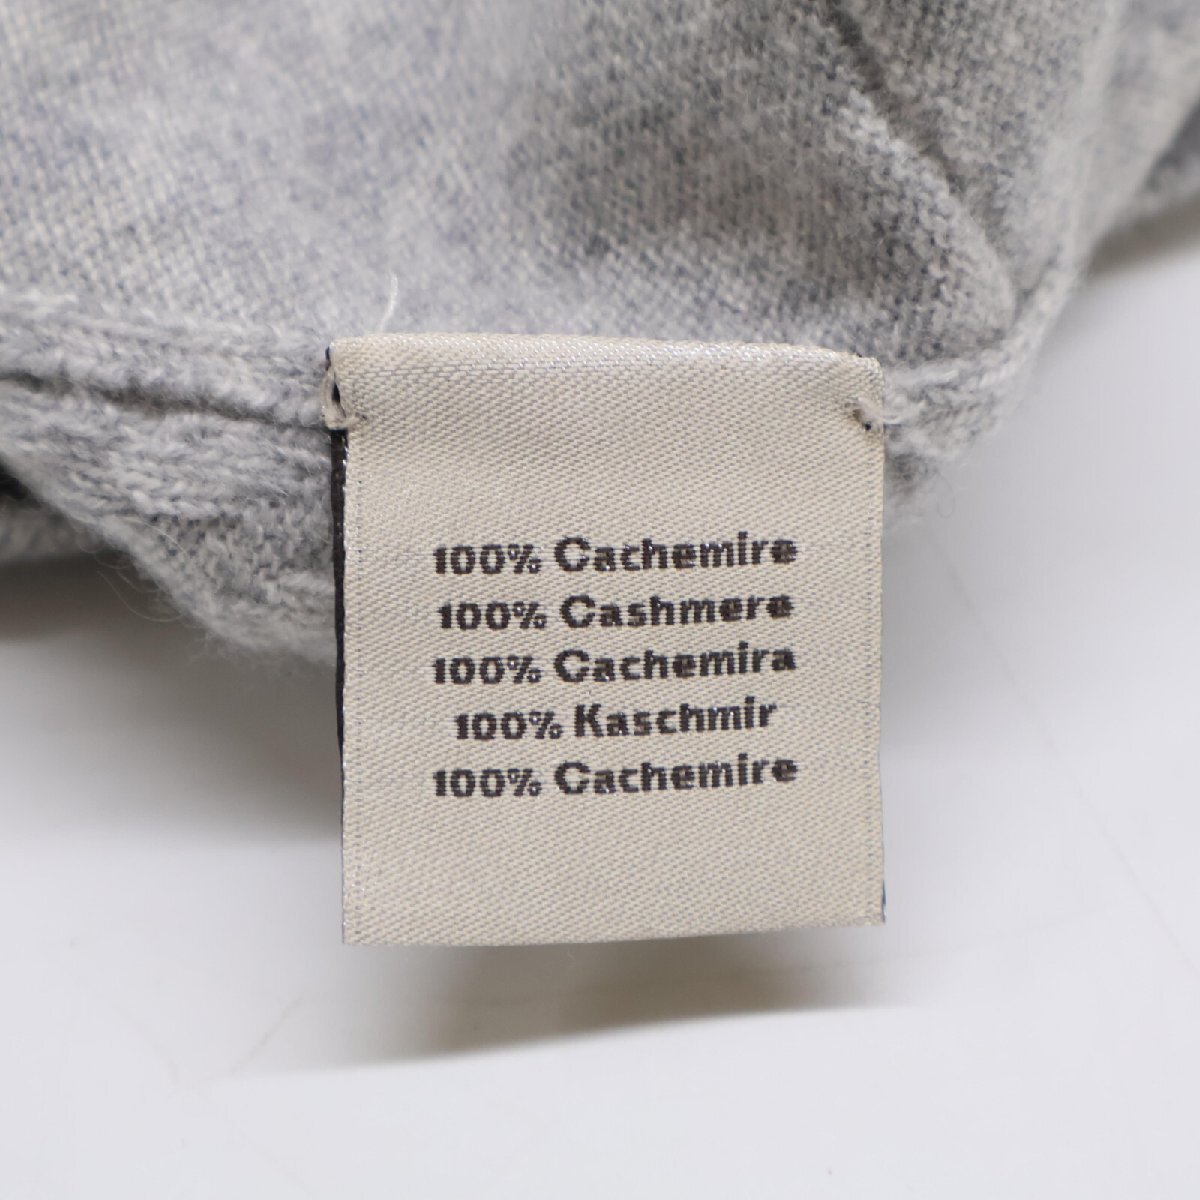 100% Cachemire
100% Cashmere
100% Cachemira
100% Kaschmir
100% Cachemire